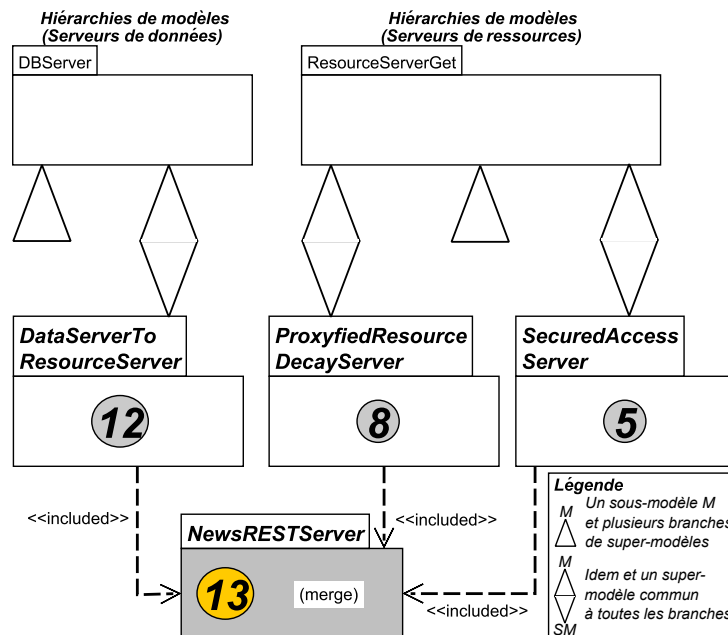 Hiérarchies de modèles
(Serveurs de données)
Hiérarchies de modèles
(Serveurs de ressources)
DBServer
ResourceServerGet
DataServerTo
ResourceServer
ProxyfiedResource
DecayServer
SecuredAccess
Server
12
8
5
<<included>>
<<included>>
<<included>>
NewsRESTServer
13
(merge)
Légende
M
Un sous-modèle M
et plusieurs branches
de super-modèles
M
Idem et un super-
modèle commun
à toutes les branches
SM